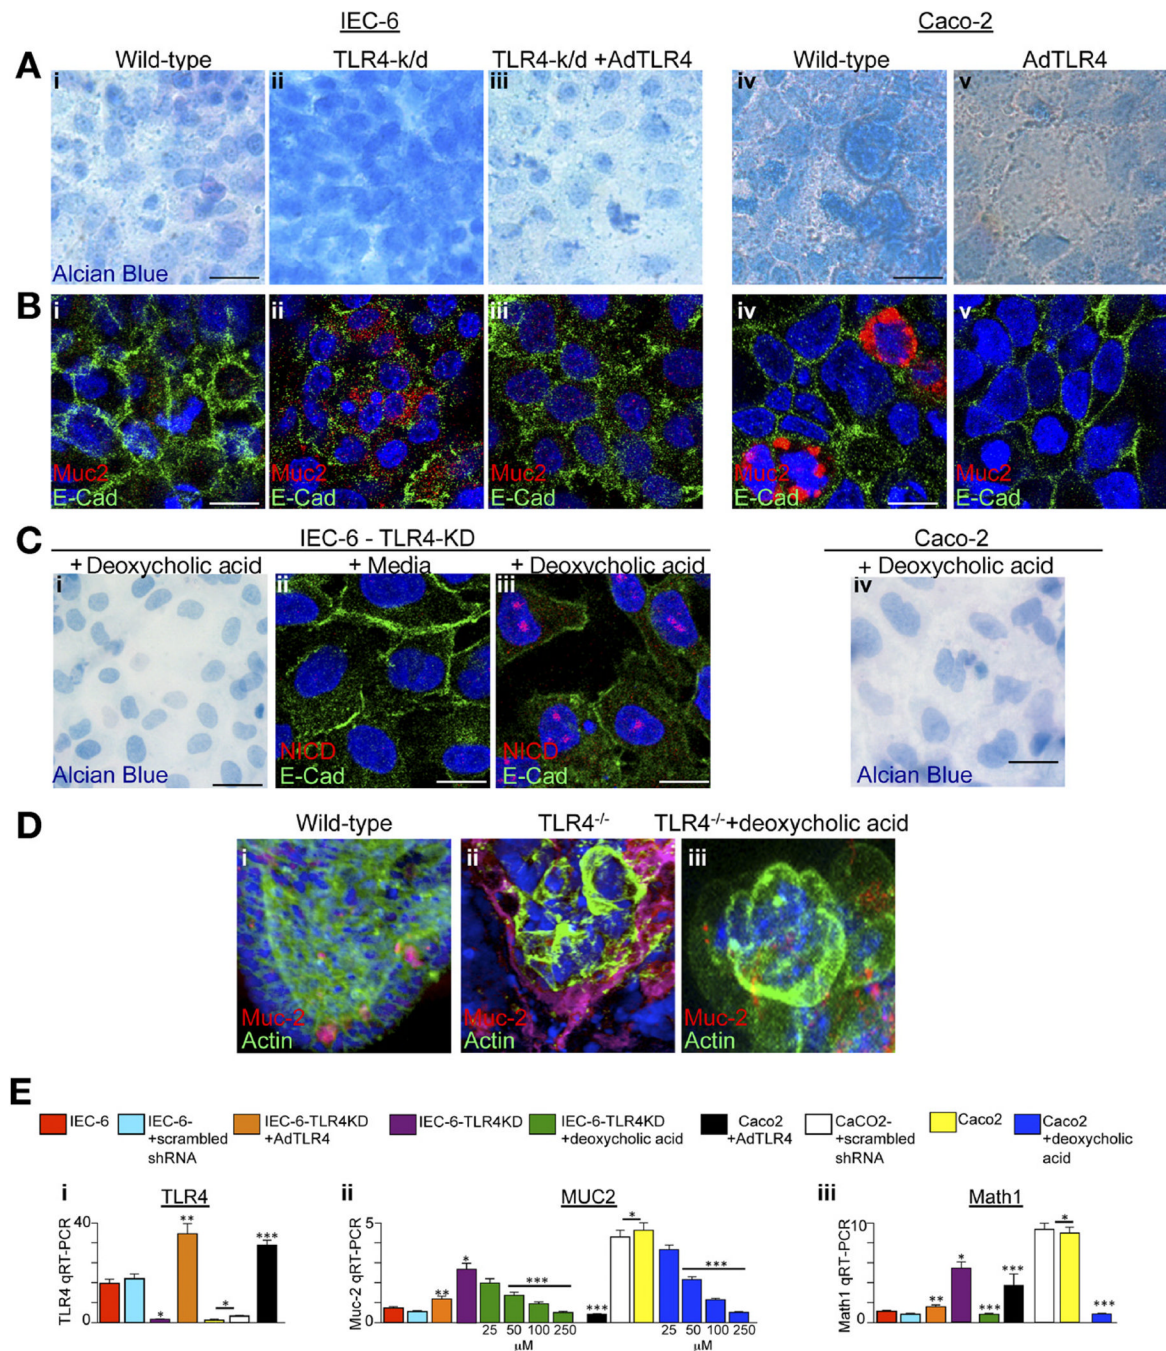 IEC-6 Caco-2
A Wild-type TLR4-k/d TLR4-k/d +AdTLR4 Wild-type AdTLR4
i ii iii iv v
Alcian Blue
B i ii iii iv v
Muc2 Muc2 Muc2 Muc2 Muc2
E-Cad E-Cad E-Cad E-Cad E-Cad
C IEC-6 - TLR4-KD Caco-2
+ Deoxycholic acid + Media + Deoxycholic acid + Deoxycholic acid
i ii iii iv
NICD NICD
Alcian Blue E-Cad E-Cad Alcian Blue
D Wild-type TLR4-/- TLR4-/-+deoxycholic acid
i ii iii
Muc-2 Muc-2 Muc-2
Actin Actin Actin
E
IEC-6 IEC-6- IEC-6-TLR4KD IEC-6-TLR4KD IEC-6-TLR4KD Caco2 CaCO2- Caco2 Caco2
+scrambled +AdTLR4 +deoxycholic +AdTLR4 +scrambled +deoxycholic
shRNA acid shRNA acid
i TLR4 ii MUC2 iii Math1
40 5 10
** *** * ** * *** *** * *** * ** *** *** * ***
TLR4 qRT-PCR Muc-2 qRT-PCR Math1 qRT-PCR
0 0 0
25 50 100 250 25 50 100 250
μM μM